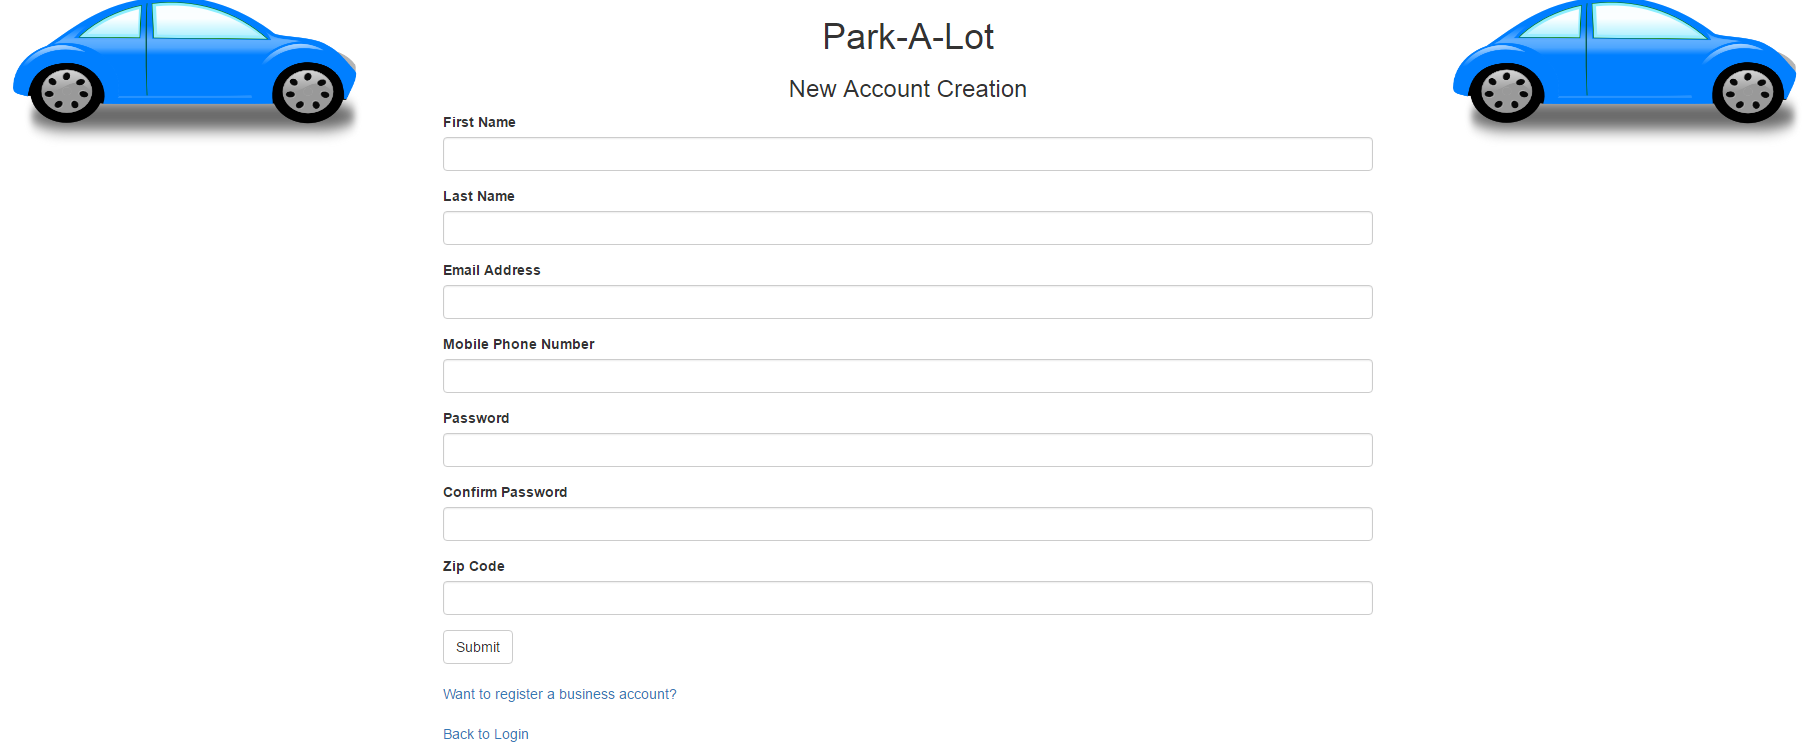 Park-A-Lot
New Account Creation
First Name
Last Name
Email Address
Mobile Phone Number
Password
Confirm Password
Zip Code
Submit
Want to register a business account?
Back to Login